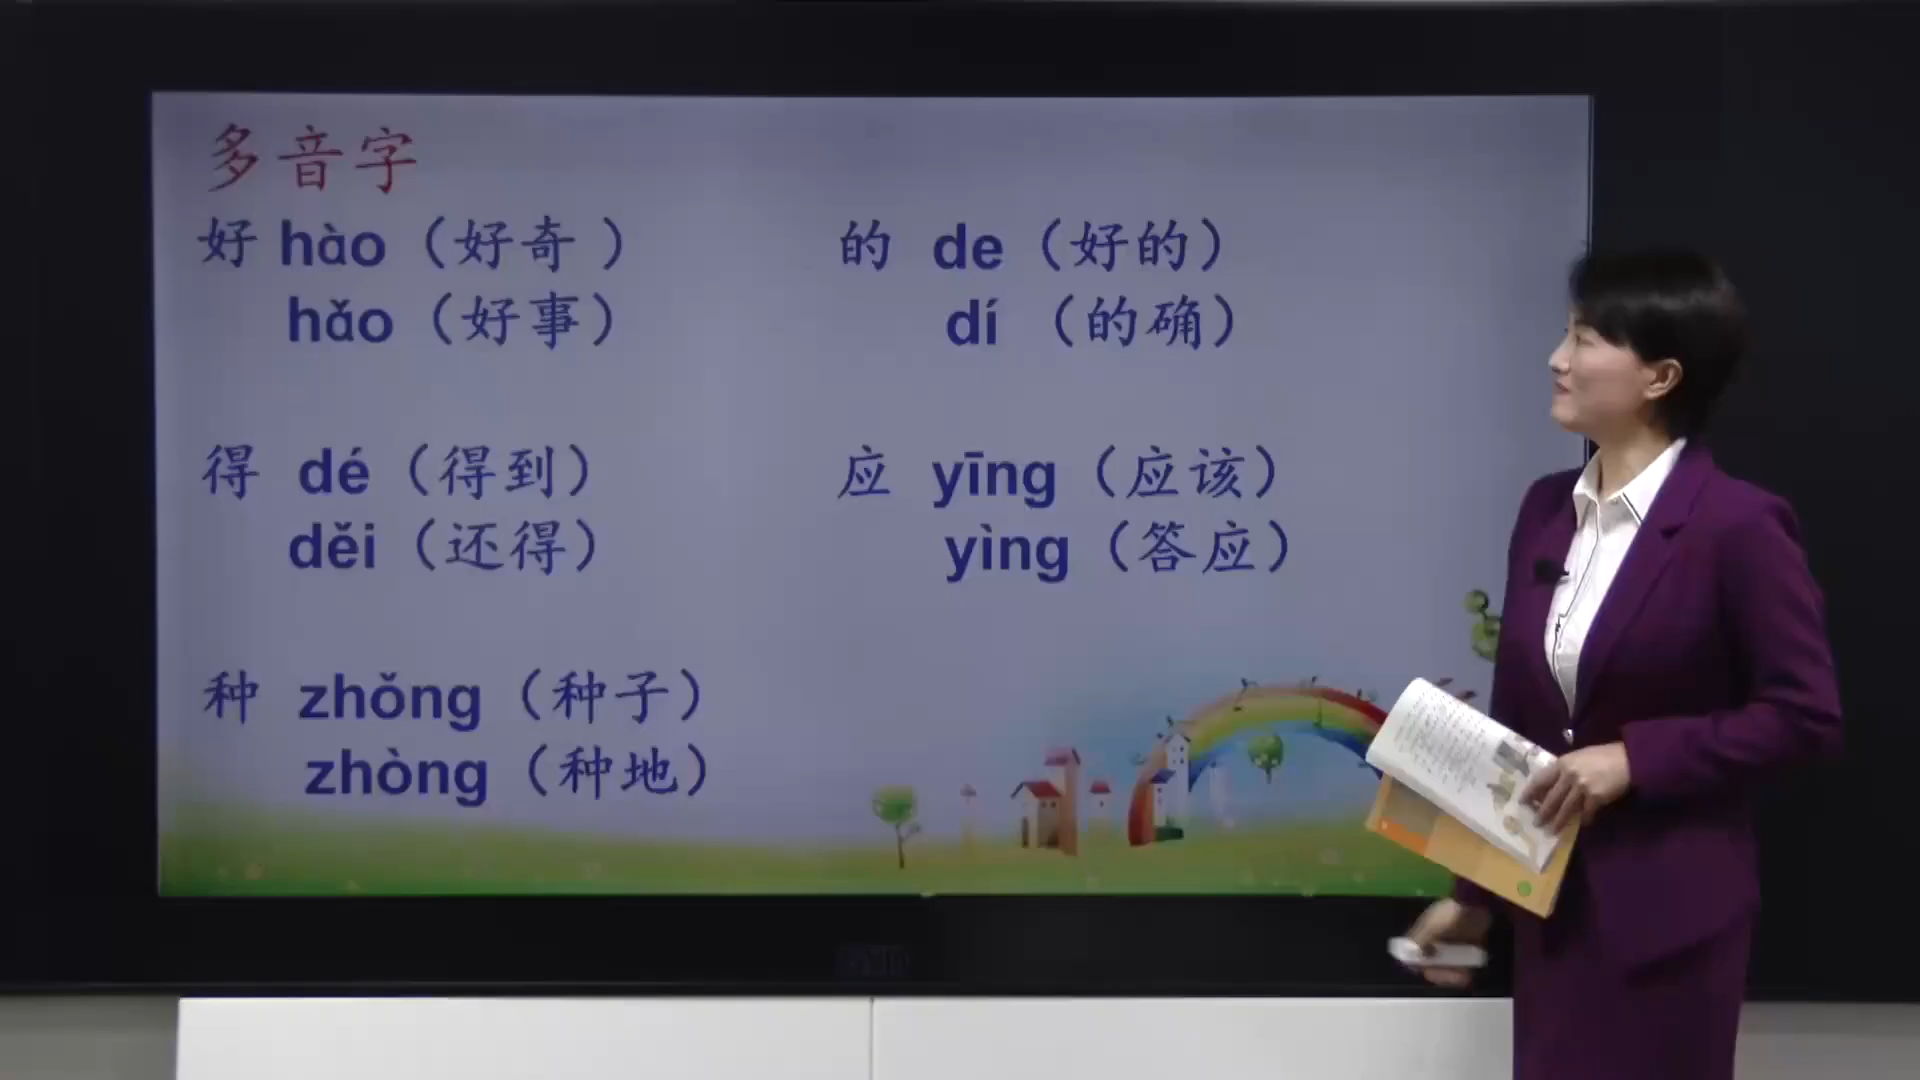 多音字
好 hào（好奇 ）
hǎo（好事）
得 dé（得到）
děi（还得）
种 zhǒng（种子）
zhòng（种地）
的 de（好的）
dí（的确）
应 yīng（应该）
yìng（答应）